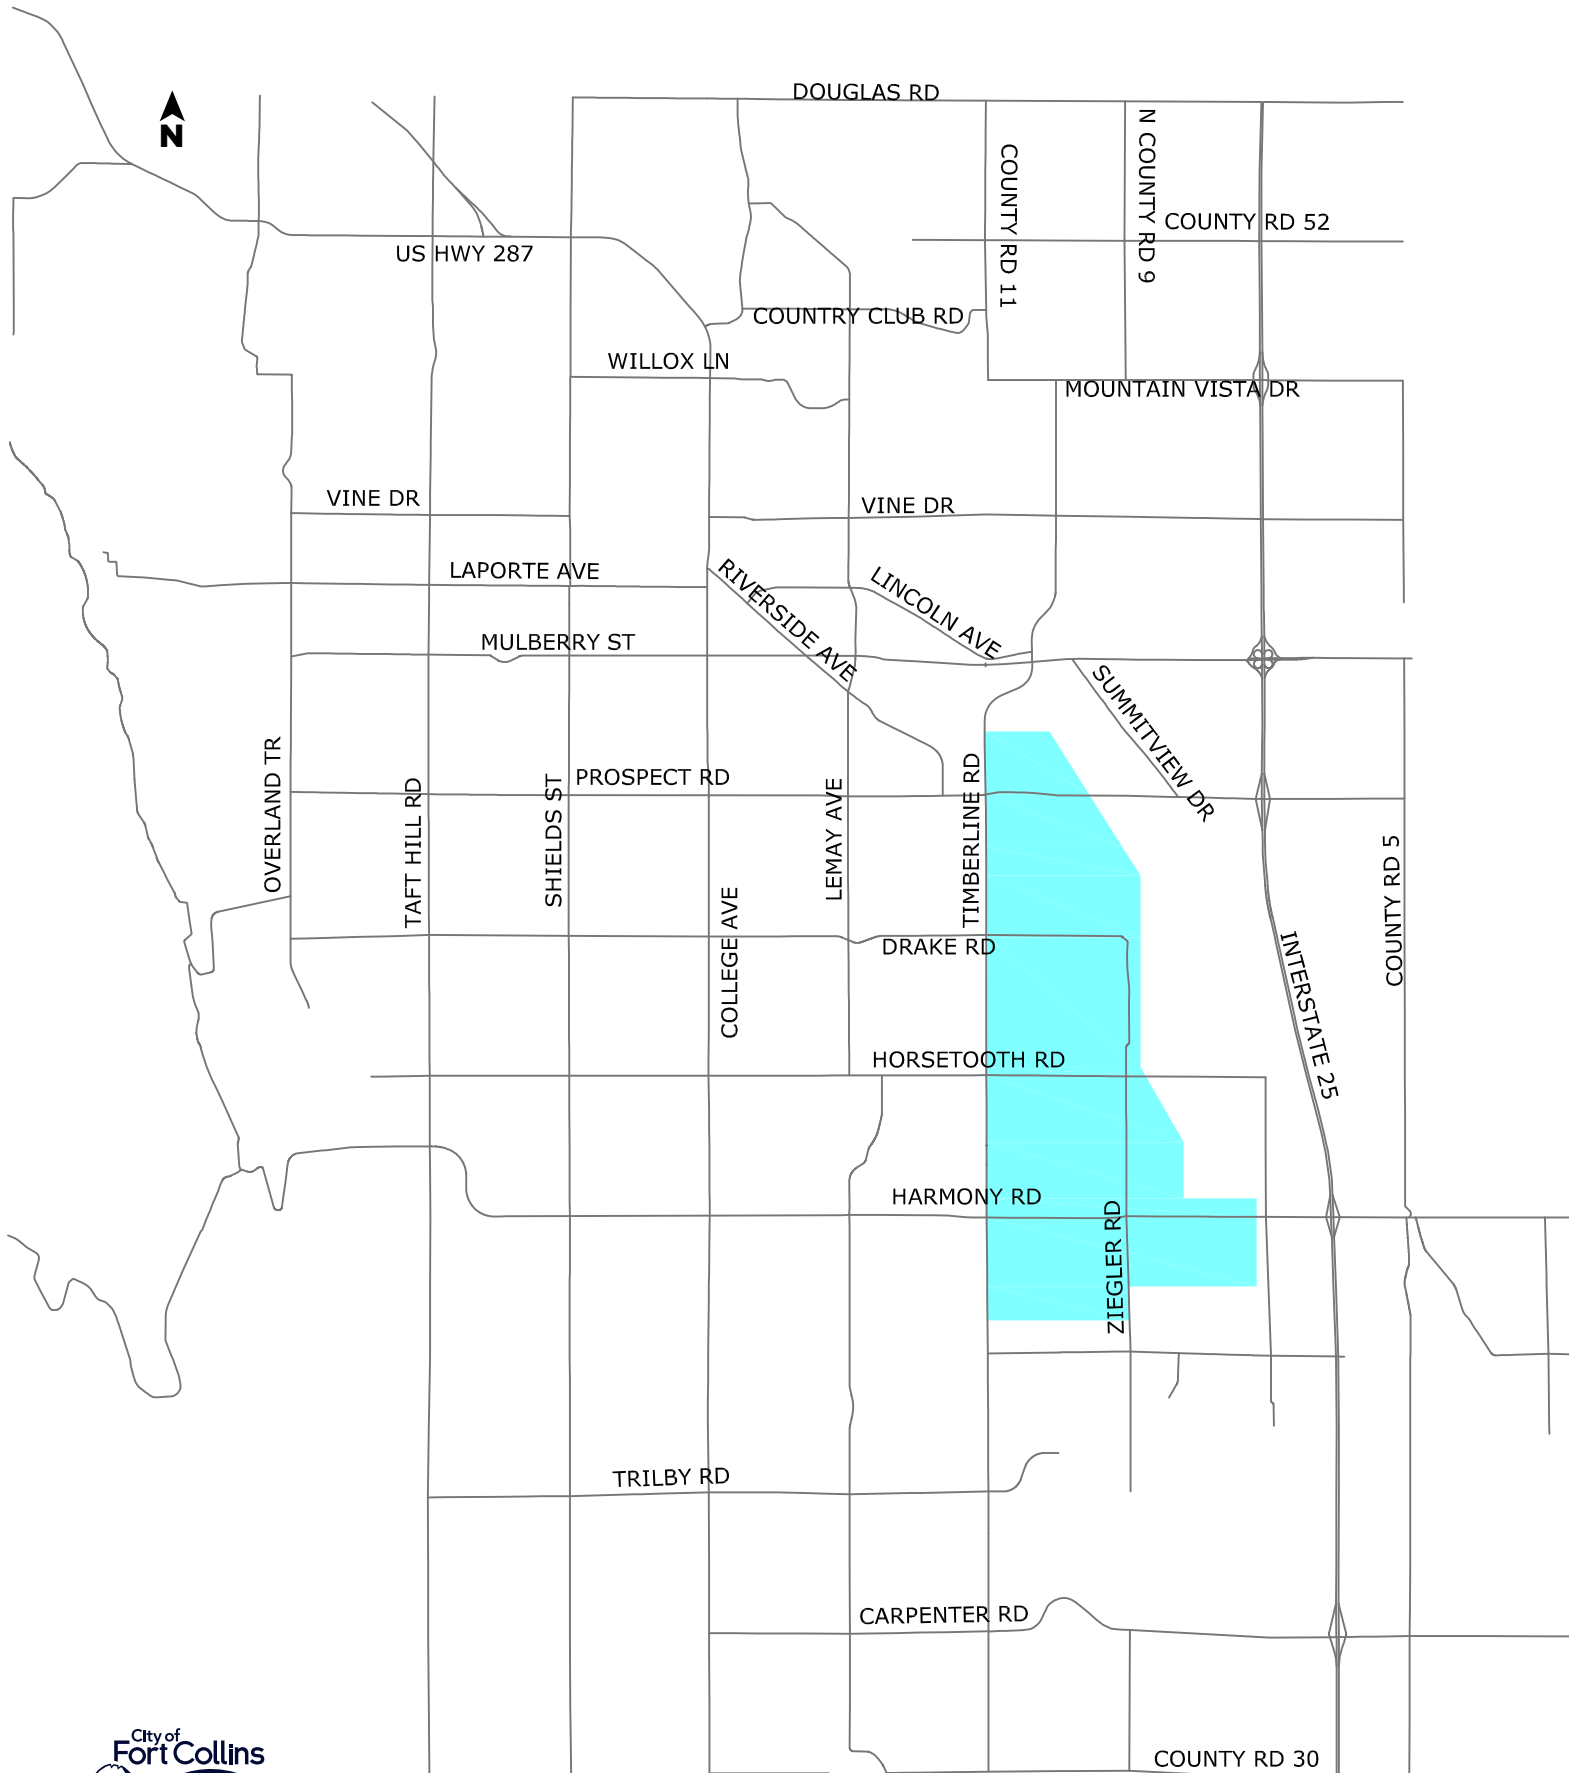 DOUGLAS RD
N
COUNTY RD 11
N COUNTY RD 9
COUNTY RD 52
US HWY 287
COUNTRY CLUB RD
WILLOX LN
MOUNTAIN VISTA DR
VINE DR
VINE DR
LAPORTE AVE
RIVERSIDE AVE
LINCOLN AVE
MULBERRY ST
SUMMITVIEW DR
OVERLAND TR
TAFT HILL RD
SHIELDS ST
PROSPECT RD
LEMAY AVE
TIMBERLINE RD
COUNTY RD 5
COLLEGE AVE
DRAKE RD
INTERSTATE 25
HORSETOOTH RD
HARMONY RD
ZIEGLER RD
TRILBY RD
CARPENTER RD
City of
Fort Collins
COUNTY RD 30